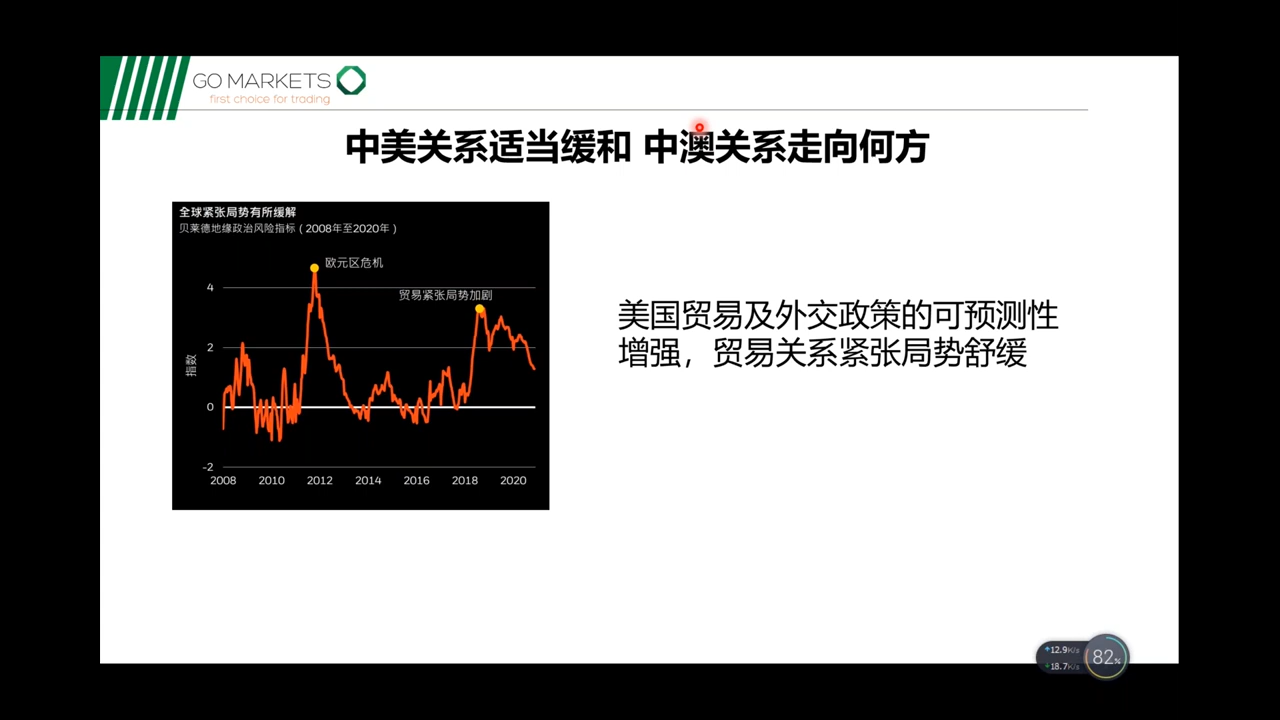 GO MARKETS
first choice for trading
中美关系适当缓和 中澳关系走向何方
全球紧张局势有所缓解
贝莱德地缘政治风险指标（2008年至2020年）
欧元区危机
贸易紧张局势加剧
4
2
0
-2
指数
2008 2010 2012 2014 2016 2018 2020
美国贸易及外交政策的可预测性
增强，贸易关系紧张局势舒缓
12.9K/s
18.7K/s
82%